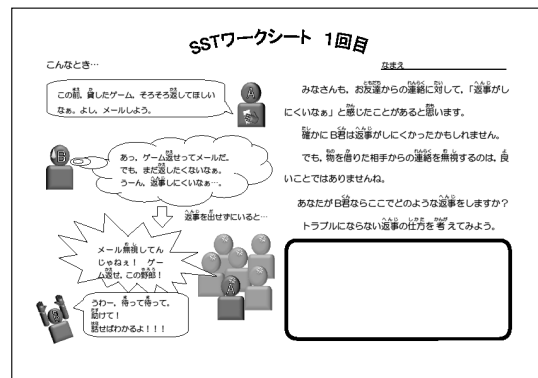 SSTワークシート 1回目
こんなとき…
この前、貸したゲーム、そろそろ返してほしい
なぁ。よし、メールしよう。
A
B
あっ、ゲーム返せってメールだ。
でも、まだ返したくないなぁ。
うーん、返事しにくいなぁ…。
返事を出せずにいると…
メール無視してん
じゃねぇ! ゲー
ム返せ、この野郎!
A
B
うわー、待って待って。
助けて!
話せばわかるよ!!!
なまえ
みなさんも、お友達からの連絡に対して、「返事がし
にくいなぁ」と感じたことがあると思います。
確かにB君は返事がしにくかったかもしれません。
でも、物を借りた相手からの連絡を無視するのは、良
いことではありませんね。
あなたがB君ならここでどのような返事をしますか?
トラブルにならない返事の仕方を考えてみよう。